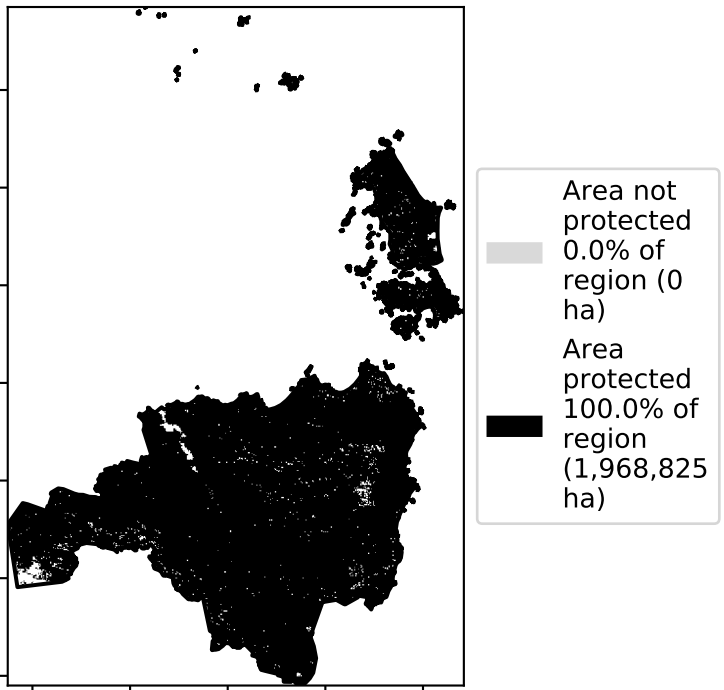 Area not
protected
0.0% of
region (0
ha)
Area
protected
100.0% of
region
(1,968,825
ha)